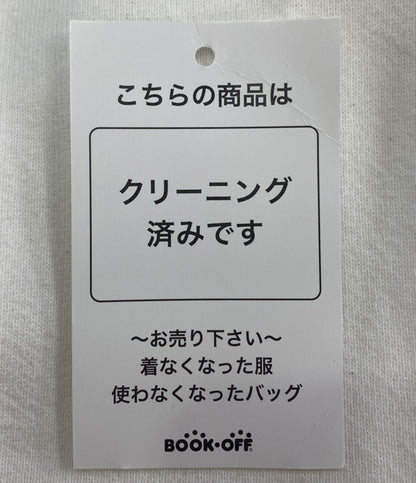 こちらの商品は
クリーニング
済みです
～お売り下さい～
着なくなった服
使わなくなったバッグ
BOOK・OFF